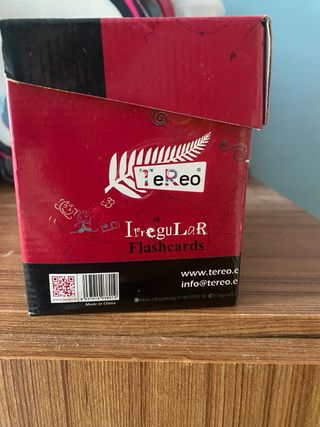 TeReo ®
IrreguLaR
Flashcards
www.tereo.e
info@tereo.e
Made in China